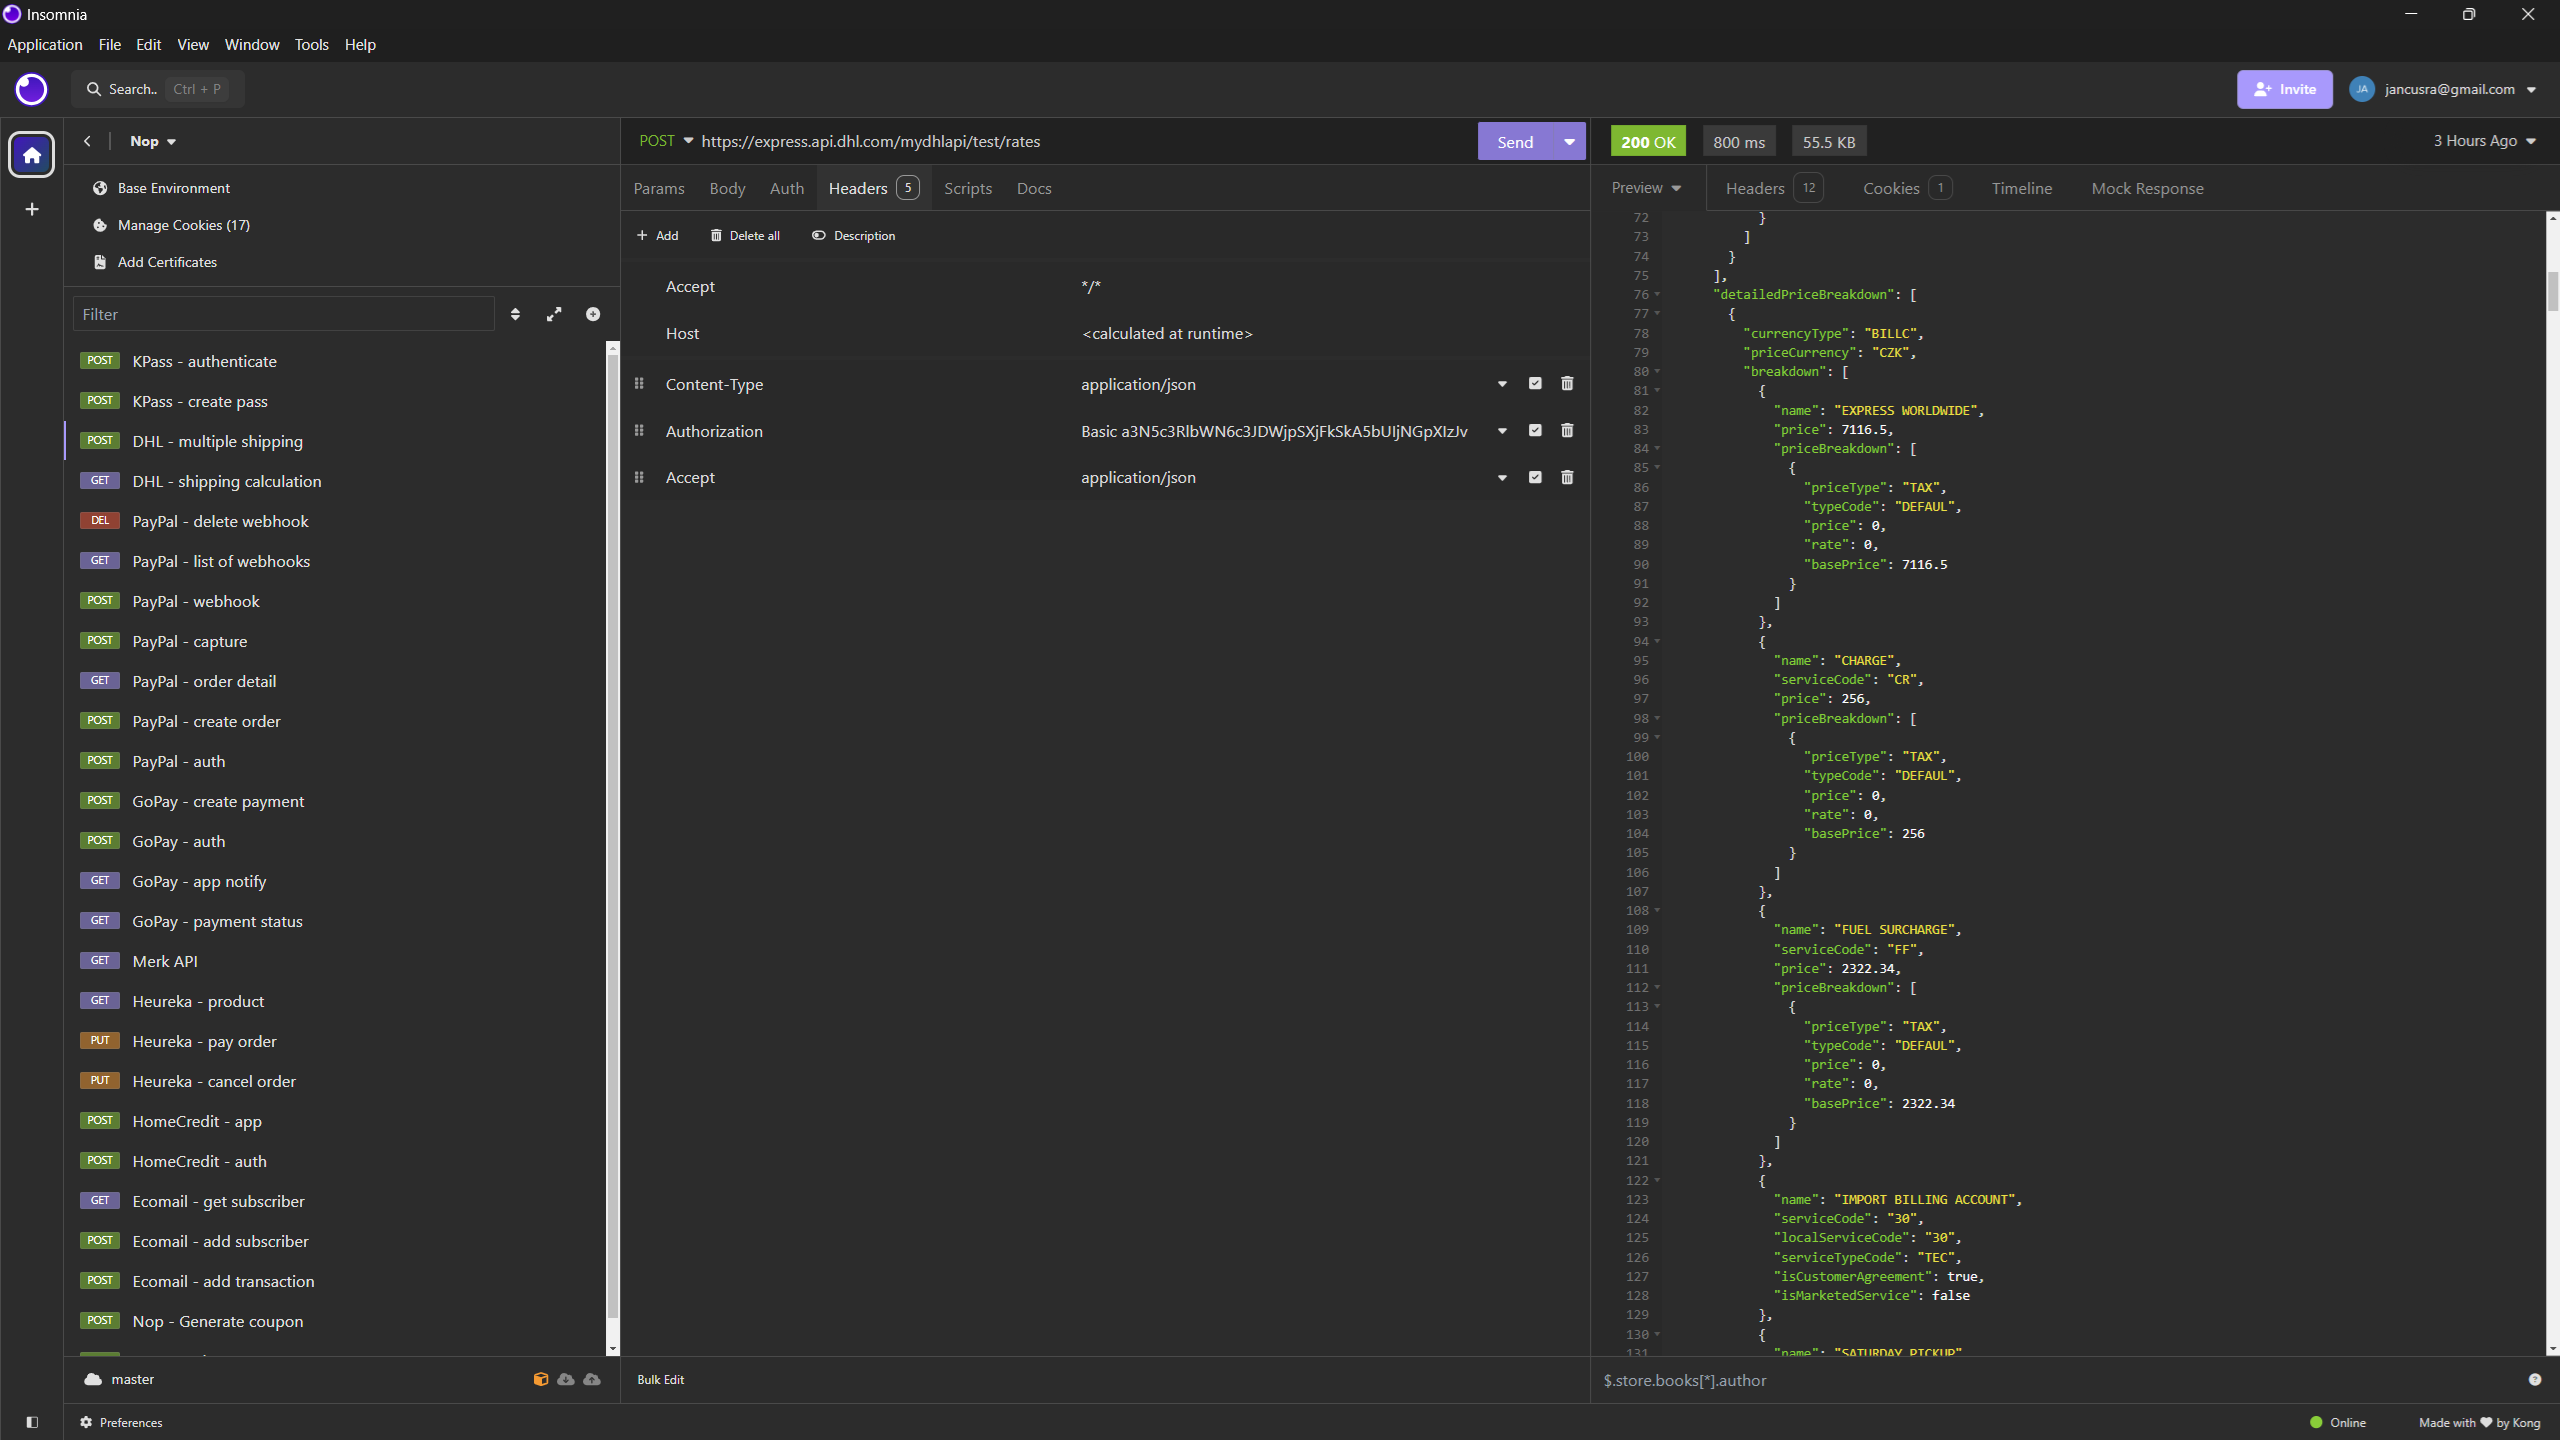 Insomnia
Application File Edit View Window Tools Help
Search.. Ctrl + P
Invite
JA jancusra@gmail.com
Nop
Base Environment
Manage Cookies (17)
Add Certificates
Filter
POST KPass - authenticate
POST KPass - create pass
POST DHL - multiple shipping
GET DHL - shipping calculation
DEL PayPal - delete webhook
GET PayPal - list of webhooks
POST PayPal - webhook
POST PayPal - capture
GET PayPal - order detail
POST PayPal - create order
POST PayPal - auth
POST GoPay - create payment
POST GoPay - auth
GET GoPay - app notify
GET GoPay - payment status
GET Merk API
GET Heureka - product
PUT Heureka - pay order
PUT Heureka - cancel order
POST HomeCredit - app
POST HomeCredit - auth
GET Ecomail - get subscriber
POST Ecomail - add subscriber
POST Ecomail - add transaction
POST Nop - Generate coupon
master
Preferences
POST https://express.api.dhl.com/mydhlapi/test/rates
Send
Params Body Auth Headers 5 Scripts Docs
Add Delete all Description
Accept */*
Host <calculated at runtime>
Content-Type application/json
Authorization Basic a3N5c3RlbWN6c3JDWjpSXjFkSkA5bUIjNGpXIzJv
Accept application/json
Bulk Edit
200 OK 800 ms 55.5 KB
3 Hours Ago
Preview Headers 12 Cookies 1 Timeline Mock Response
72 }
73 ]
74 }
75 ],
76 "detailedPriceBreakdown": [
77 {
78 "currencyType": "BILLC",
79 "priceCurrency": "CZK",
80 "breakdown": [
81 {
82 "name": "EXPRESS WORLDWIDE",
83 "price": 7116.5,
84 "priceBreakdown": [
85 {
86 "priceType": "TAX",
87 "typeCode": "DEFAUL",
88 "price": 0,
89 "rate": 0,
90 "basePrice": 7116.5
91 }
92 ]
93 },
94 {
95 "name": "CHARGE",
96 "serviceCode": "CR",
97 "price": 256,
98 "priceBreakdown": [
99 {
100 "priceType": "TAX",
101 "typeCode": "DEFAUL",
102 "price": 0,
103 "rate": 0,
104 "basePrice": 256
105 }
106 ]
107 },
108 {
109 "name": "FUEL SURCHARGE",
110 "serviceCode": "FF",
111 "price": 2322.34,
112 "priceBreakdown": [
113 {
114 "priceType": "TAX",
115 "typeCode": "DEFAUL",
116 "price": 0,
117 "rate": 0,
118 "basePrice": 2322.34
119 }
120 ]
121 },
122 {
123 "name": "IMPORT BILLING ACCOUNT",
124 "serviceCode": "30",
125 "localServiceCode": "30",
126 "serviceTypeCode": "TEC",
127 "isCustomerAgreement": true,
128 "isMarketedService": false
129 },
130 {
131 "name": "SATURDAY PICKUP"
$.store.books[*].author
Online
Made with ♥ by Kong